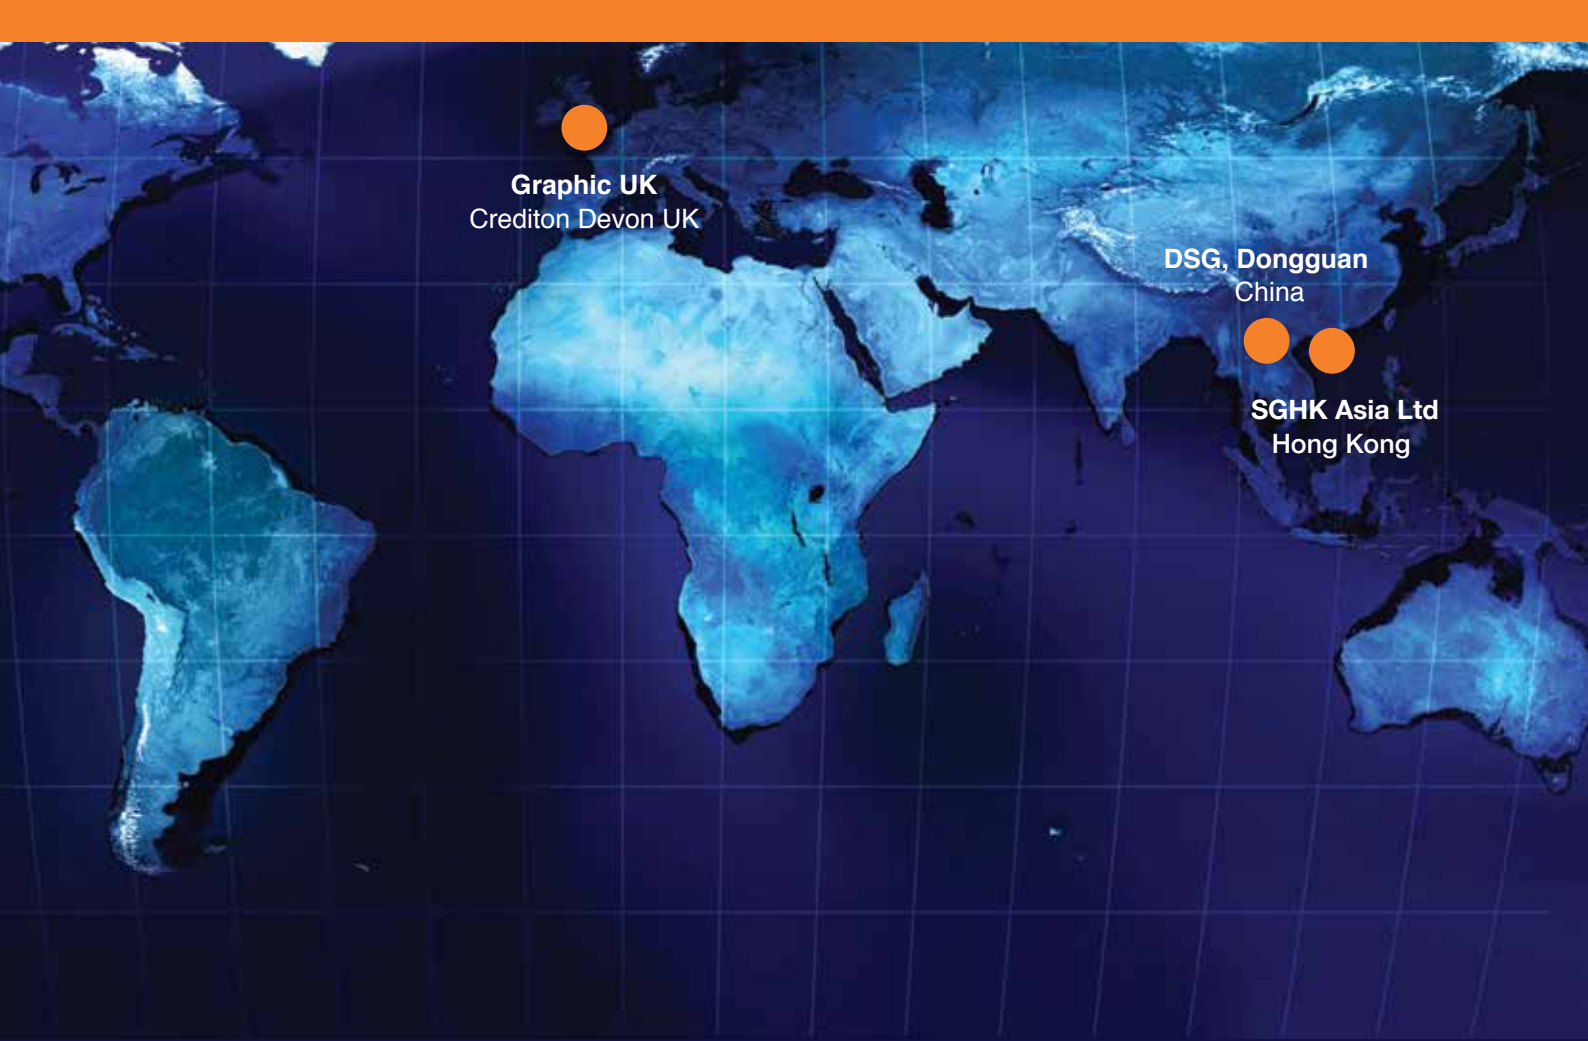 Graphic UK
Crediton Devon UK
DSG, Dongguan
China
SGHK Asia Ltd
Hong Kong